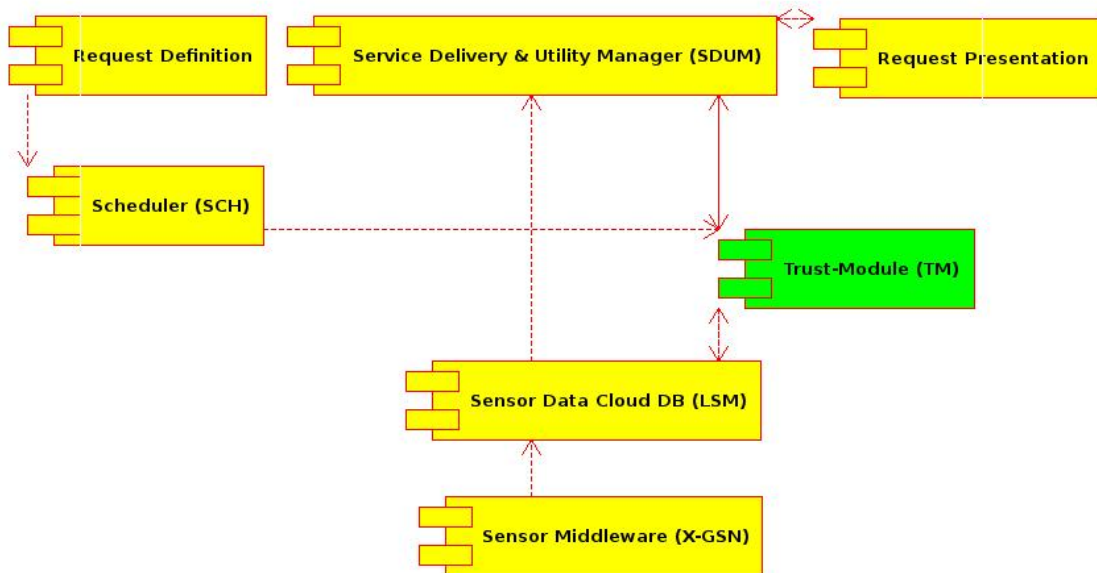 Request Definition
Service Delivery & Utility Manager (SDUM)
Request Presentation
Scheduler (SCH)
Trust-Module (TM)
Sensor Data Cloud DB (LSM)
Sensor Middleware (X-GSN)